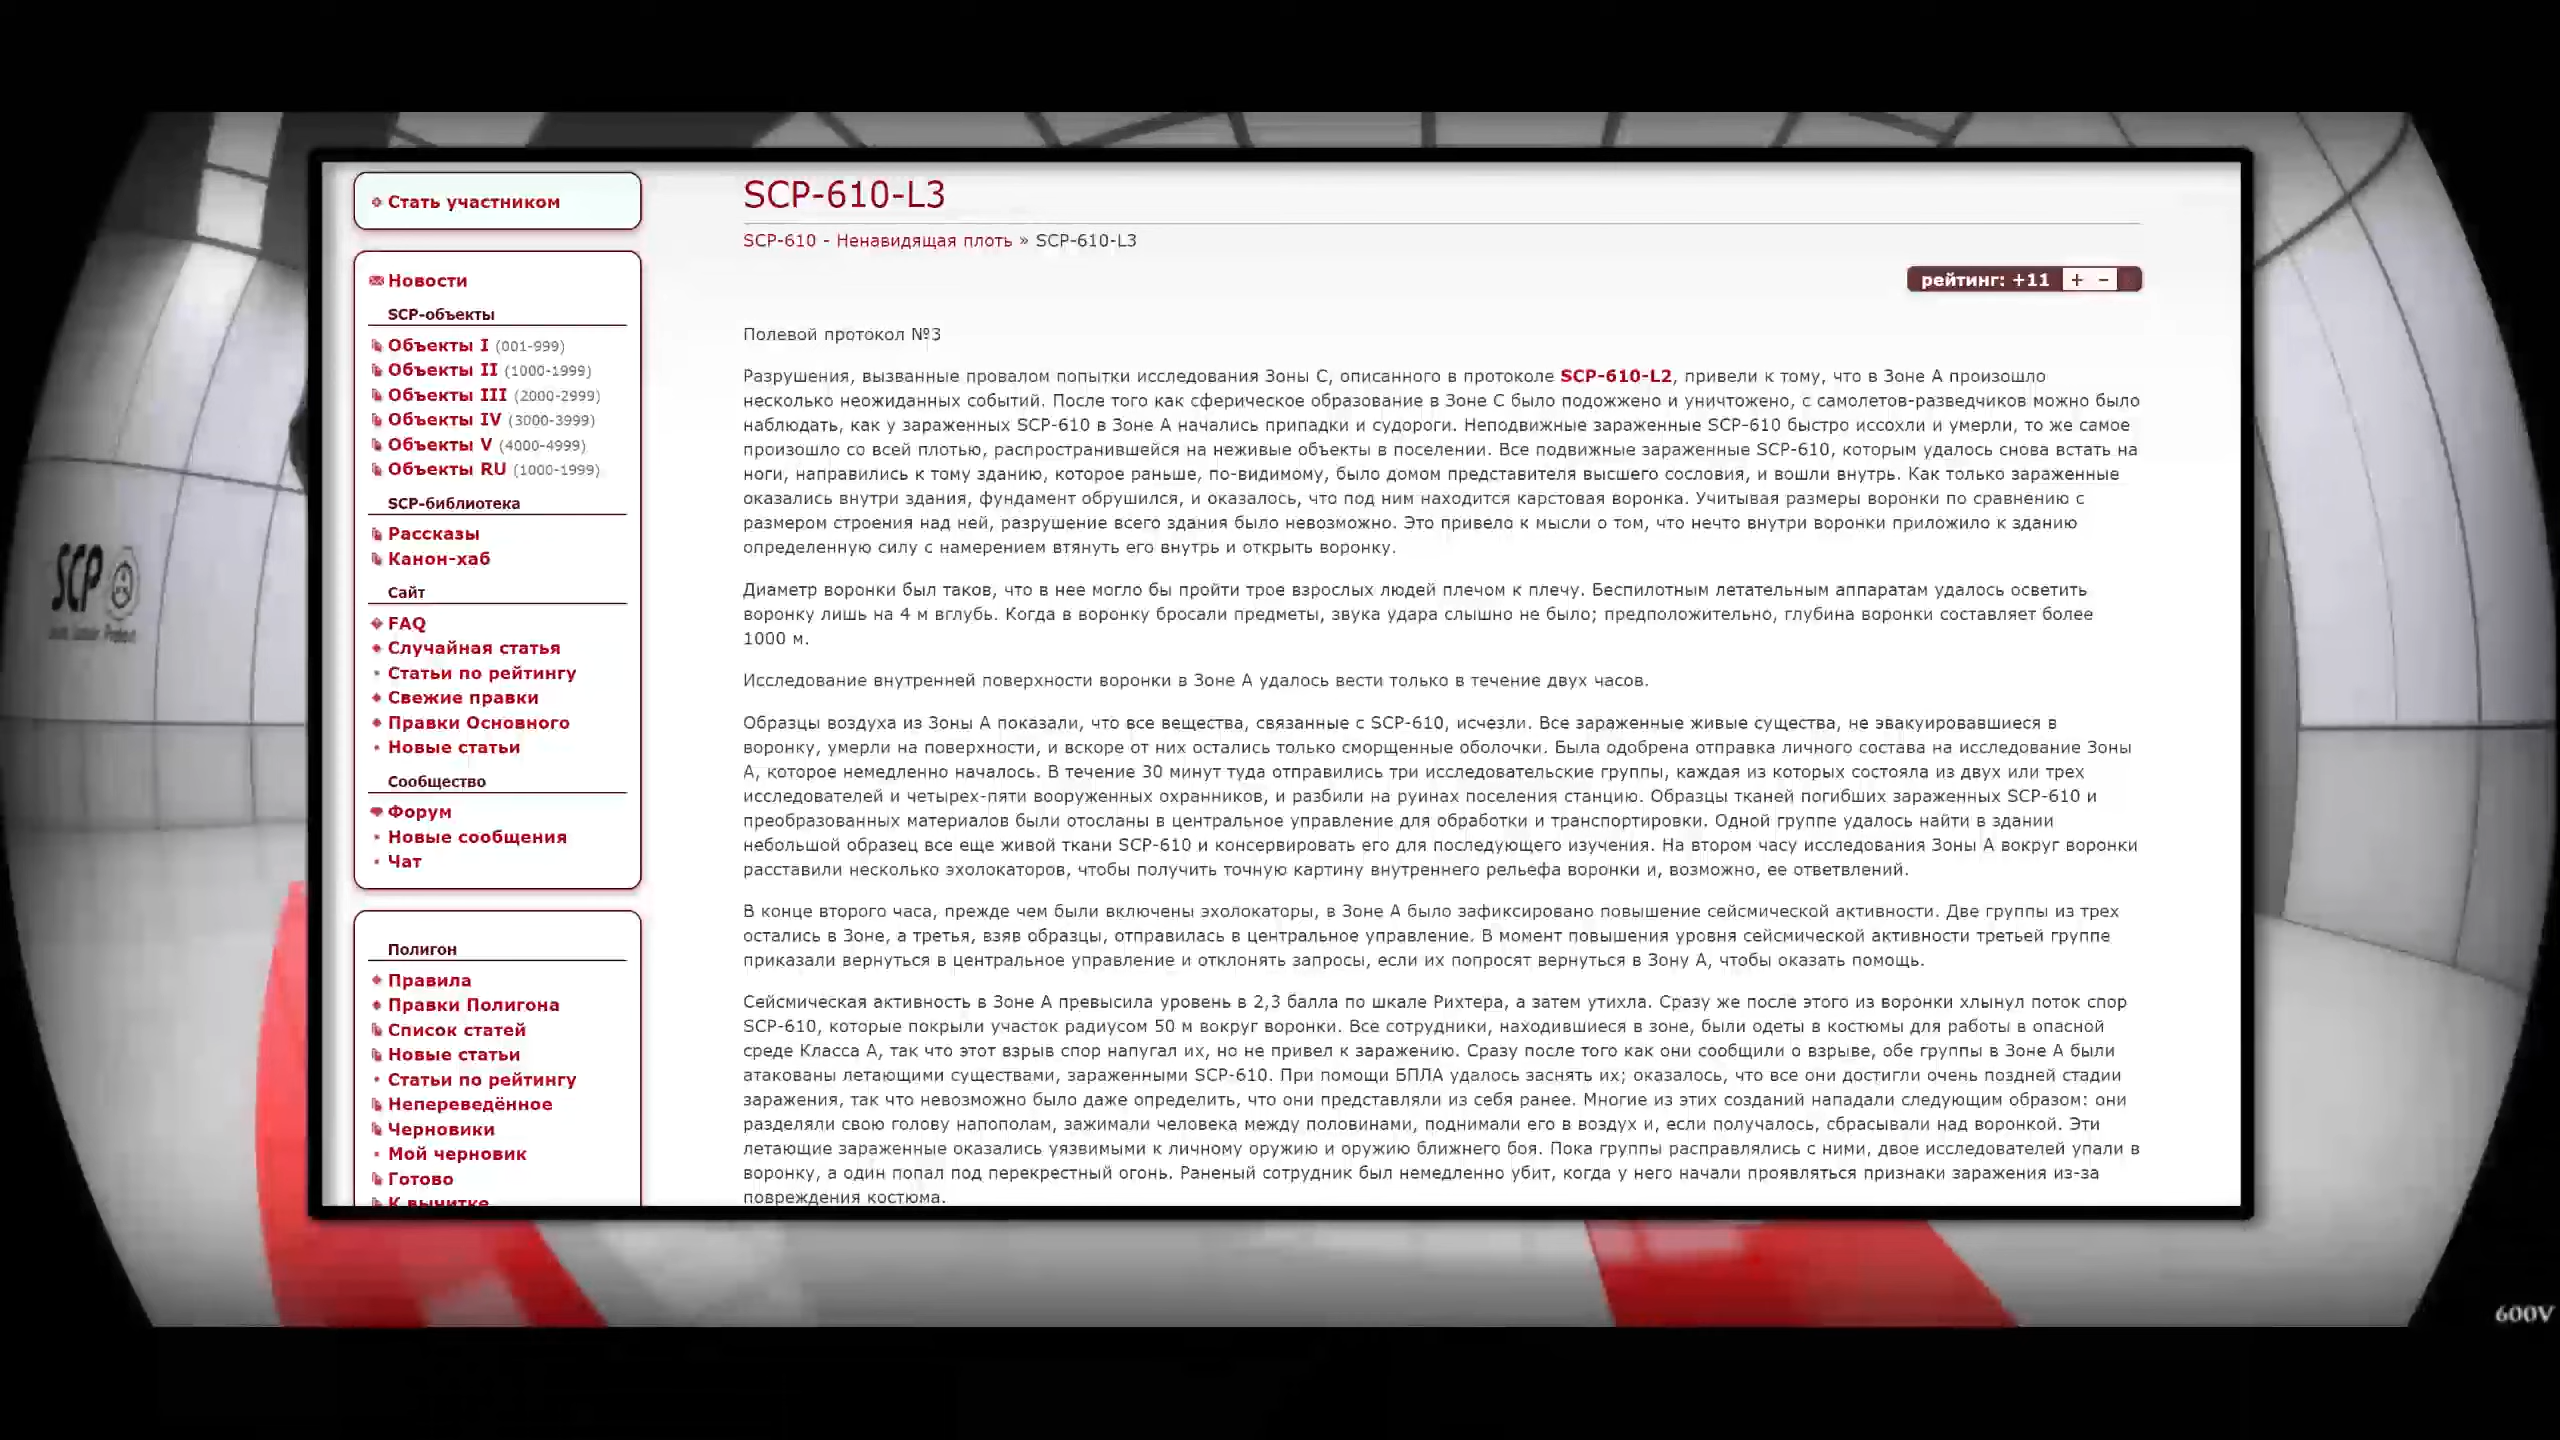 SCP
Стать участником
Новости
SCP-объекты
Объекты I (001-999)
Объекты II (1000-1999)
Объекты III (2000-2999)
Объекты IV (3000-3999)
Объекты V (4000-4999)
Объекты RU (1000-1999)
SCP-библиотека
Рассказы
Канон-хаб
Сайт
FAQ
Случайная статья
Статьи по рейтингу
Свежие правки
Правки Основного
Новые статьи
Сообщество
Форум
Новые сообщения
Чат
Полигон
Правила
Правки Полигона
Список статей
Новые статьи
Статьи по рейтингу
Непереведённое
Черновики
Мой черновик
Готово
К вычитке
SCP-610-L3
SCP-610 - Ненавидящая плоть » SCP-610-L3
рейтинг: +11 + −
Полевой протокол №3
Разрушения, вызванные провалом попытки исследования Зоны C, описанного в протоколе SCP-610-L2, привели к тому, что в Зоне А произошло
несколько неожиданных событий. После того как сферическое образование в Зоне C было подожжено и уничтожено, с самолетов-разведчиков можно было
наблюдать, как у зараженных SCP-610 в Зоне А начались припадки и судороги. Неподвижные зараженные SCP-610 быстро иссохли и умерли, то же самое
произошло со всей плотью, распространившейся на неживые объекты в поселении. Все подвижные зараженные SCP-610, которым удалось снова встать на
ноги, направились к тому зданию, которое раньше, по-видимому, было домом представителя высшего сословия, и вошли внутрь. Как только зараженные
оказались внутри здания, фундамент обрушился, и оказалось, что под ним находится карстовая воронка. Учитывая размеры воронки по сравнению с
размером строения над ней, разрушение всего здания было невозможно. Это привело к мысли о том, что нечто внутри воронки приложило к зданию
определенную силу с намерением втянуть его внутрь и открыть воронку.
Диаметр воронки был таков, что в нее могло бы пройти трое взрослых людей плечом к плечу. Беспилотным летательным аппаратам удалось осветить
воронку лишь на 4 м вглубь. Когда в воронку бросали предметы, звука удара слышно не было; предположительно, глубина воронки составляет более
1000 м.
Исследование внутренней поверхности воронки в Зоне А удалось вести только в течение двух часов.
Образцы воздуха из Зоны А показали, что все вещества, связанные с SCP-610, исчезли. Все зараженные живые существа, не эвакуировавшиеся в
воронку, умерли на поверхности, и вскоре от них остались только сморщенные оболочки. Была одобрена отправка личного состава на исследование Зоны
А, которое немедленно началось. В течение 30 минут туда отправились три исследовательские группы, каждая из которых состояла из двух или трех
исследователей и четырех-пяти вооруженных охранников, и разбили на руинах поселения станцию. Образцы тканей погибших зараженных SCP-610 и
преобразованных материалов были отосланы в центральное управление для обработки и транспортировки. Одной группе удалось найти в здании
небольшой образец все еще живой ткани SCP-610 и консервировать его для последующего изучения. На втором часу исследования Зоны А вокруг воронки
расставили несколько эхолокаторов, чтобы получить точную картину внутреннего рельефа воронки и, возможно, ее ответвлений.
В конце второго часа, прежде чем были включены эхолокаторы, в Зоне А было зафиксировано повышение сейсмической активности. Две группы из трех
остались в Зоне, а третья, взяв образцы, отправилась в центральное управление. В момент повышения уровня сейсмической активности третьей группе
приказали вернуться в центральное управление и отклонять запросы, если их попросят вернуться в Зону А, чтобы оказать помощь.
Сейсмическая активность в Зоне А превысила уровень в 2,3 балла по шкале Рихтера, а затем утихла. Сразу же после этого из воронки хлынул поток спор
SCP-610, которые покрыли участок радиусом 50 м вокруг воронки. Все сотрудники, находившиеся в зоне, были одеты в костюмы для работы в опасной
среде Класса А, так что этот взрыв спор напугал их, но не привел к заражению. Сразу после того как они сообщили о взрыве, обе группы в Зоне А были
атакованы летающими существами, зараженными SCP-610. При помощи БПЛА удалось заснять их; оказалось, что все они достигли очень поздней стадии
заражения, так что невозможно было даже определить, что они представляли из себя ранее. Многие из этих созданий нападали следующим образом: они
разделяли свою голову напополам, зажимали человека между половинами, поднимали его в воздух и, если получалось, сбрасывали над воронкой. Эти
летающие зараженные оказались уязвимыми к личному оружию и оружию ближнего боя. Пока группы расправлялись с ними, двое исследователей упали в
воронку, а один попал под перекрестный огонь. Раненый сотрудник был немедленно убит, когда у него начали проявляться признаки заражения из-за
повреждения костюма.
600V